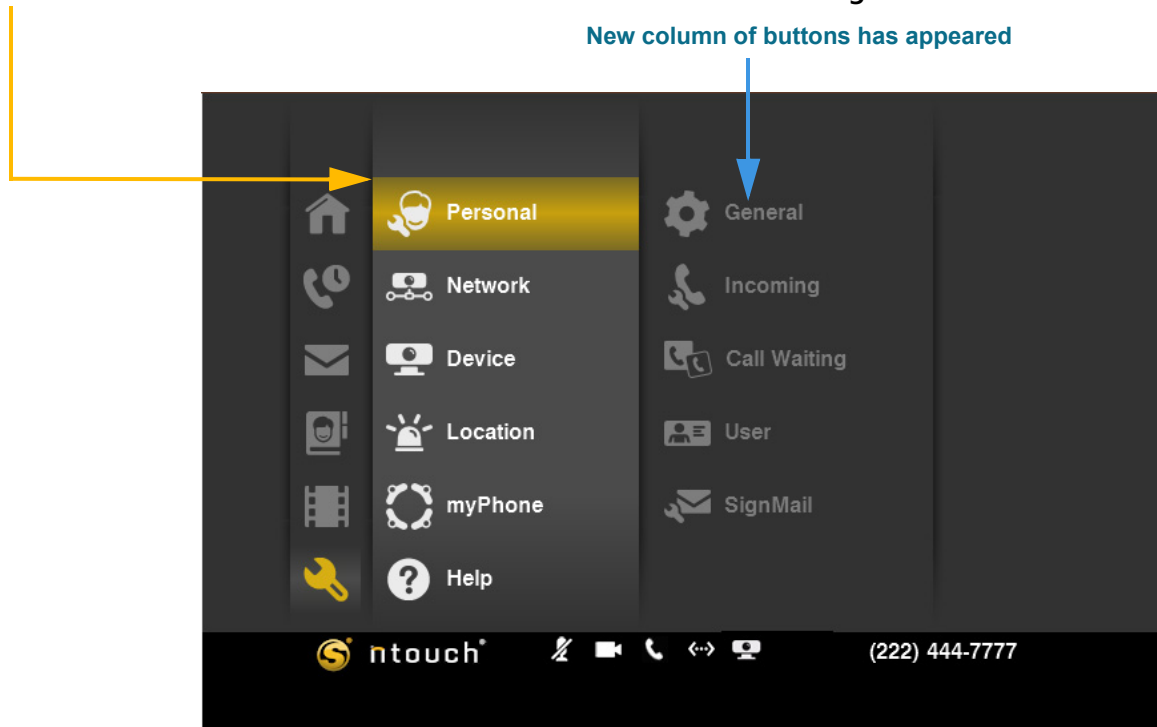 New column of buttons has appeared
Personal
General
Network
Incoming
Device
Call Waiting
Location
User
myPhone
SignMail
? Help
S ntouch® (222) 444-7777